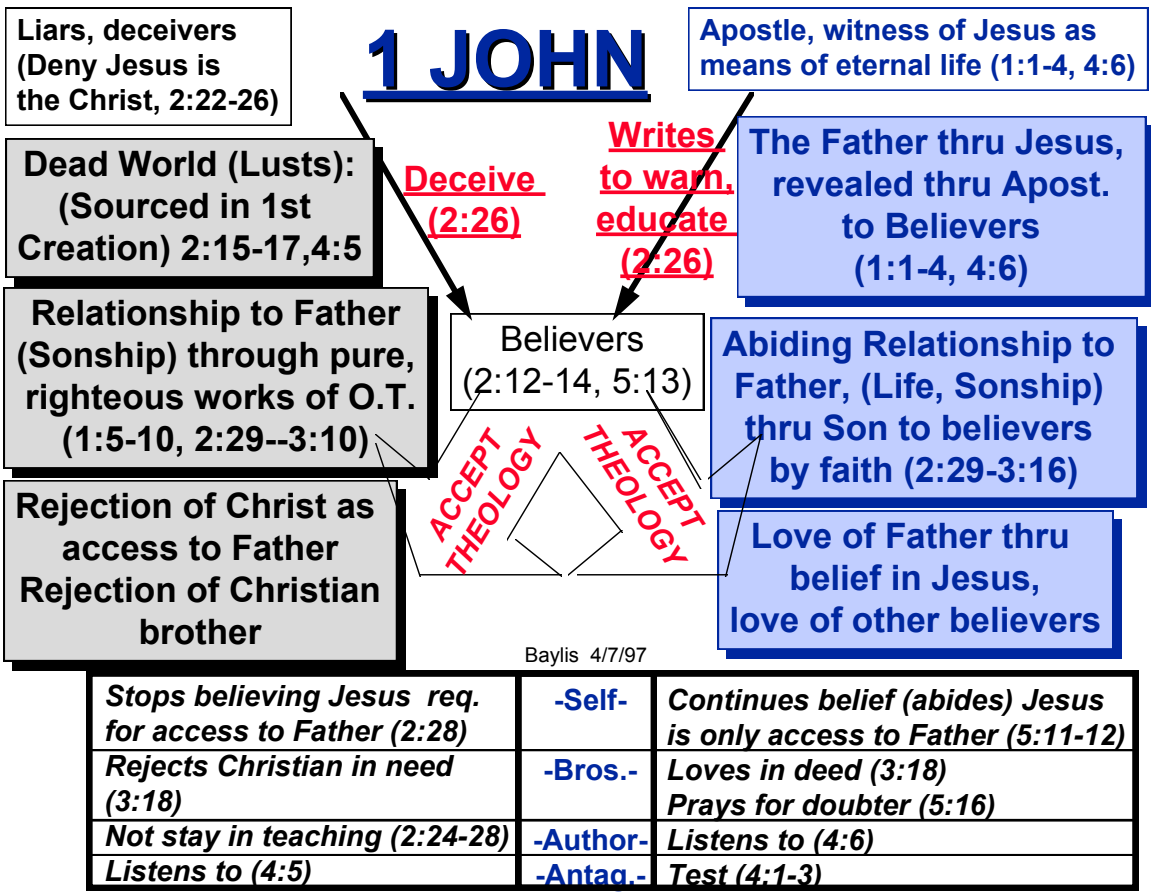 Liars, deceivers
(Deny Jesus is
the Christ, 2:22-26)
1 JOHN
Apostle, witness of Jesus as
means of eternal life (1:1-4, 4:6)
Dead World (Lusts):
(Sourced in 1st
Creation) 2:15-17,4:5
Deceive
(2:26)
Writes
to warn,
educate
(2:26)
The Father thru Jesus,
revealed thru Apost.
to Believers
(1:1-4, 4:6)
Relationship to Father
(Sonship) through pure,
righteous works of O.T.
(1:5-10, 2:29--3:10)
Believers
(2:12-14, 5:13)
Abiding Relationship to
Father, (Life, Sonship)
thru Son to believers
by faith (2:29-3:16)
ACCEPT
THEOLOGY
ACCEPT
THEOLOGY
Rejection of Christ as
access to Father
Rejection of Christian
brother
Love of Father thru
belief in Jesus,
love of other believers
Baylis 4/7/97
Stops believing Jesus req.
for access to Father (2:28)
-Self-
Continues belief (abides) Jesus
is only access to Father (5:11-12)
Rejects Christian in need
(3:18)
-Bros.-
Loves in deed (3:18)
Prays for doubter (5:16)
Not stay in teaching (2:24-28)
-Author-
Listens to (4:6)
Listens to (4:5)
-Antag.-
Test (4:1-3)